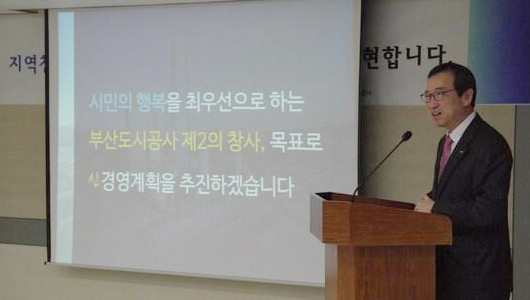 지역
현합니다
시민의 행복을 최우선으로 하는
부산도시공사 제2의 창사, 목표로
신경영계획을 추진하겠습니다